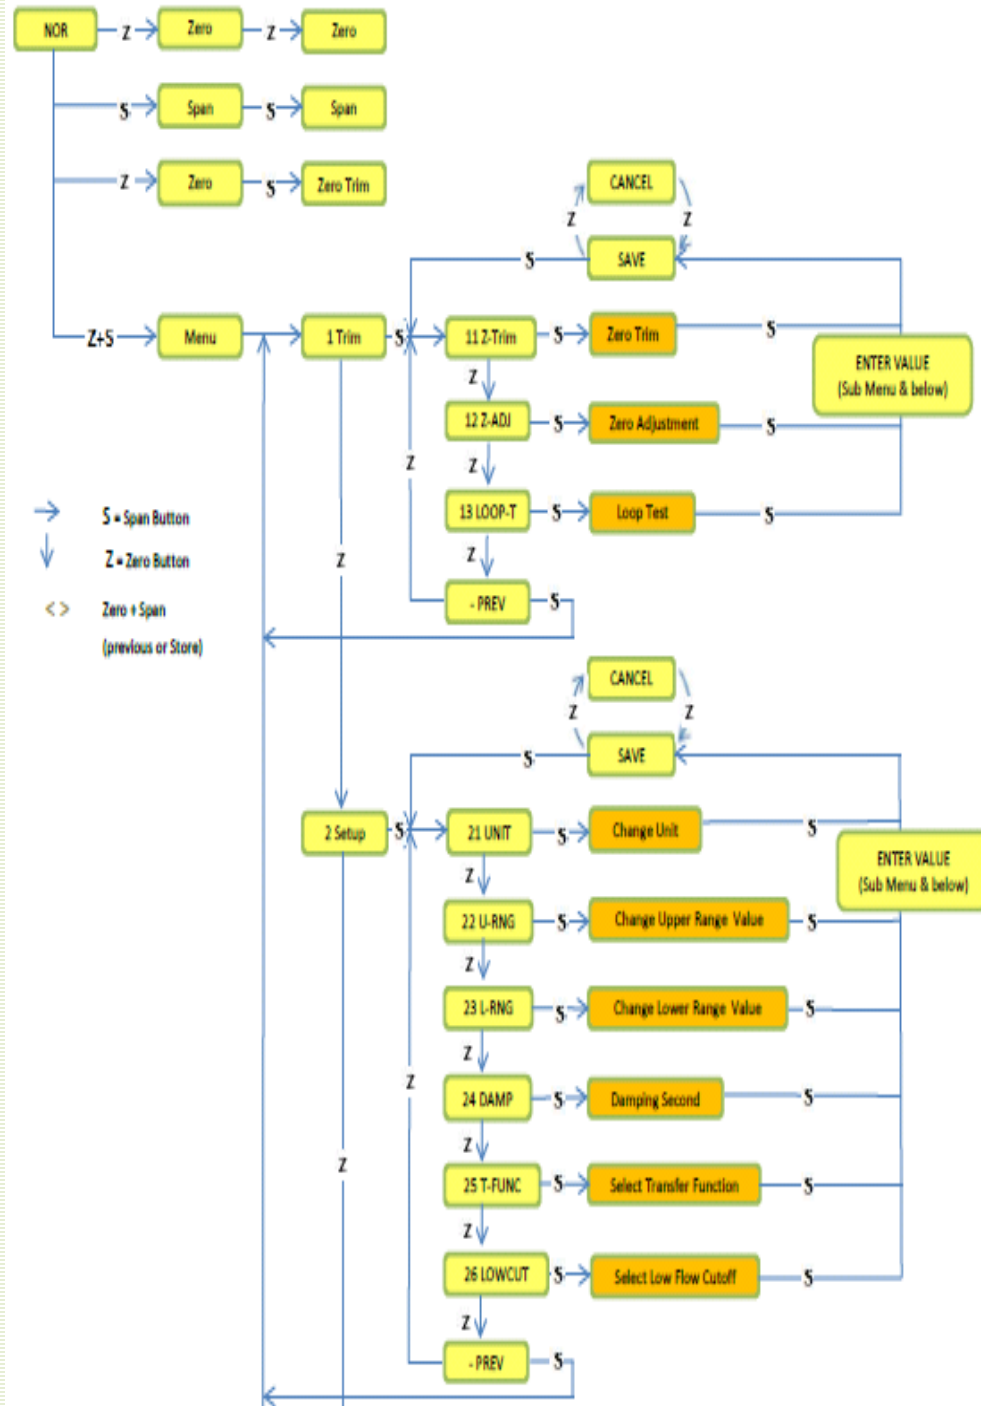 NOR Z Zero Z Zero
S Span S Span
Z Zero S Zero Trim
CANCEL
Z Z
S SAVE
Z+S Menu 1 Trim S 11 Z-Trim S Zero Trim S
ENTER VALUE
(Sub Menu & below)
Z
12 Z-ADJ S Zero Adjustment S
Z Z
13 LOOP-T S Loop Test S
S = Span Button
Z = Zero Button
Z Z
< > Zero + Span
(previous or Store)
- PREV S
CANCEL
Z Z
S SAVE
2 Setup S 21 UNIT S Change Unit S
ENTER VALUE
(Sub Menu & below)
Z
22 U-RNG S Change Upper Range Value S
Z
23 L-RNG S Change Lower Range Value S
Z
Z
24 DAMP S Damping Second S
Z
Z
25 T-FUNC S Select Transfer Function S
Z
26 LOWCUT S Select Low Flow Cutoff S
Z
- PREV S